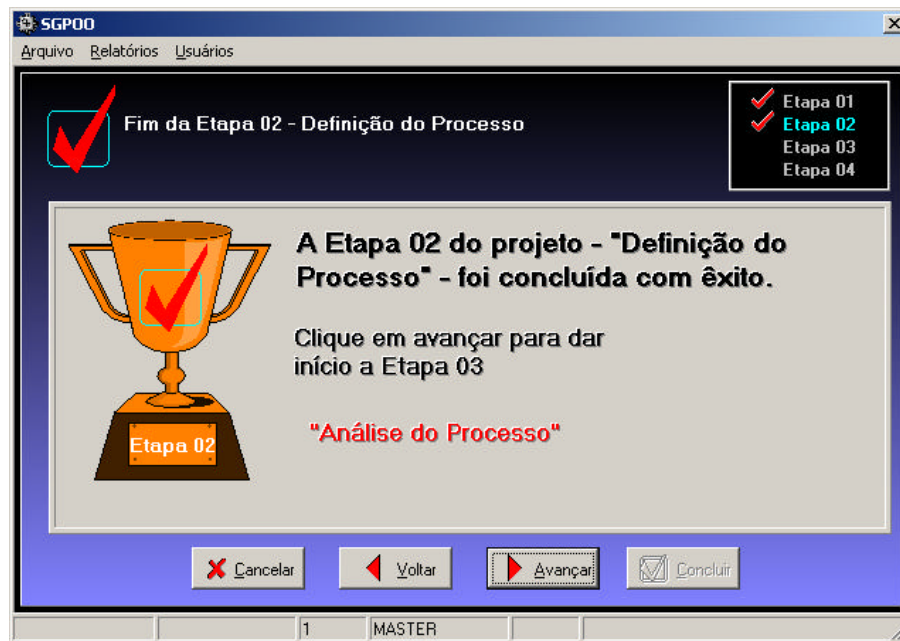 SGPOO
Arquivo Relatórios Usuários
Fim da Etapa 02 - Definição do Processo
Etapa 01
Etapa 02
Etapa 03
Etapa 04
A Etapa 02 do projeto - "Definição do
Processo" - foi concluída com êxito.
Clique em avançar para dar
início a Etapa 03
"Análise do Processo"
Etapa 02
Cancelar Voltar Avançar Concluir
1 MASTER